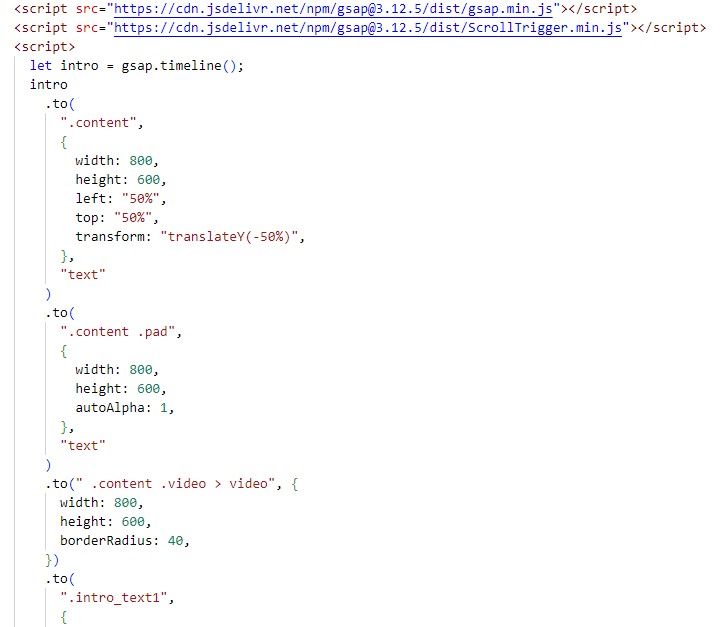 <script src="https://cdn.jsdelivr.net/npm/gsap@3.12.5/dist/gsap.min.js"></script>
<script src="https://cdn.jsdelivr.net/npm/gsap@3.12.5/dist/ScrollTrigger.min.js"></script>
<script>
  let intro = gsap.timeline();
  intro
    .to(
      ".content",
      {
        width: 800,
        height: 600,
        left: "50%",
        top: "50%",
        transform: "translateY(-50%)",
      },
      "text"
    )
    .to(
      ".content .pad",
      {
        width: 800,
        height: 600,
        autoAlpha: 1,
      },
      "text"
    )
    .to(" .content .video > video", {
      width: 800,
      height: 600,
      borderRadius: 40,
    })
    .to(
      ".intro_text1",
      {